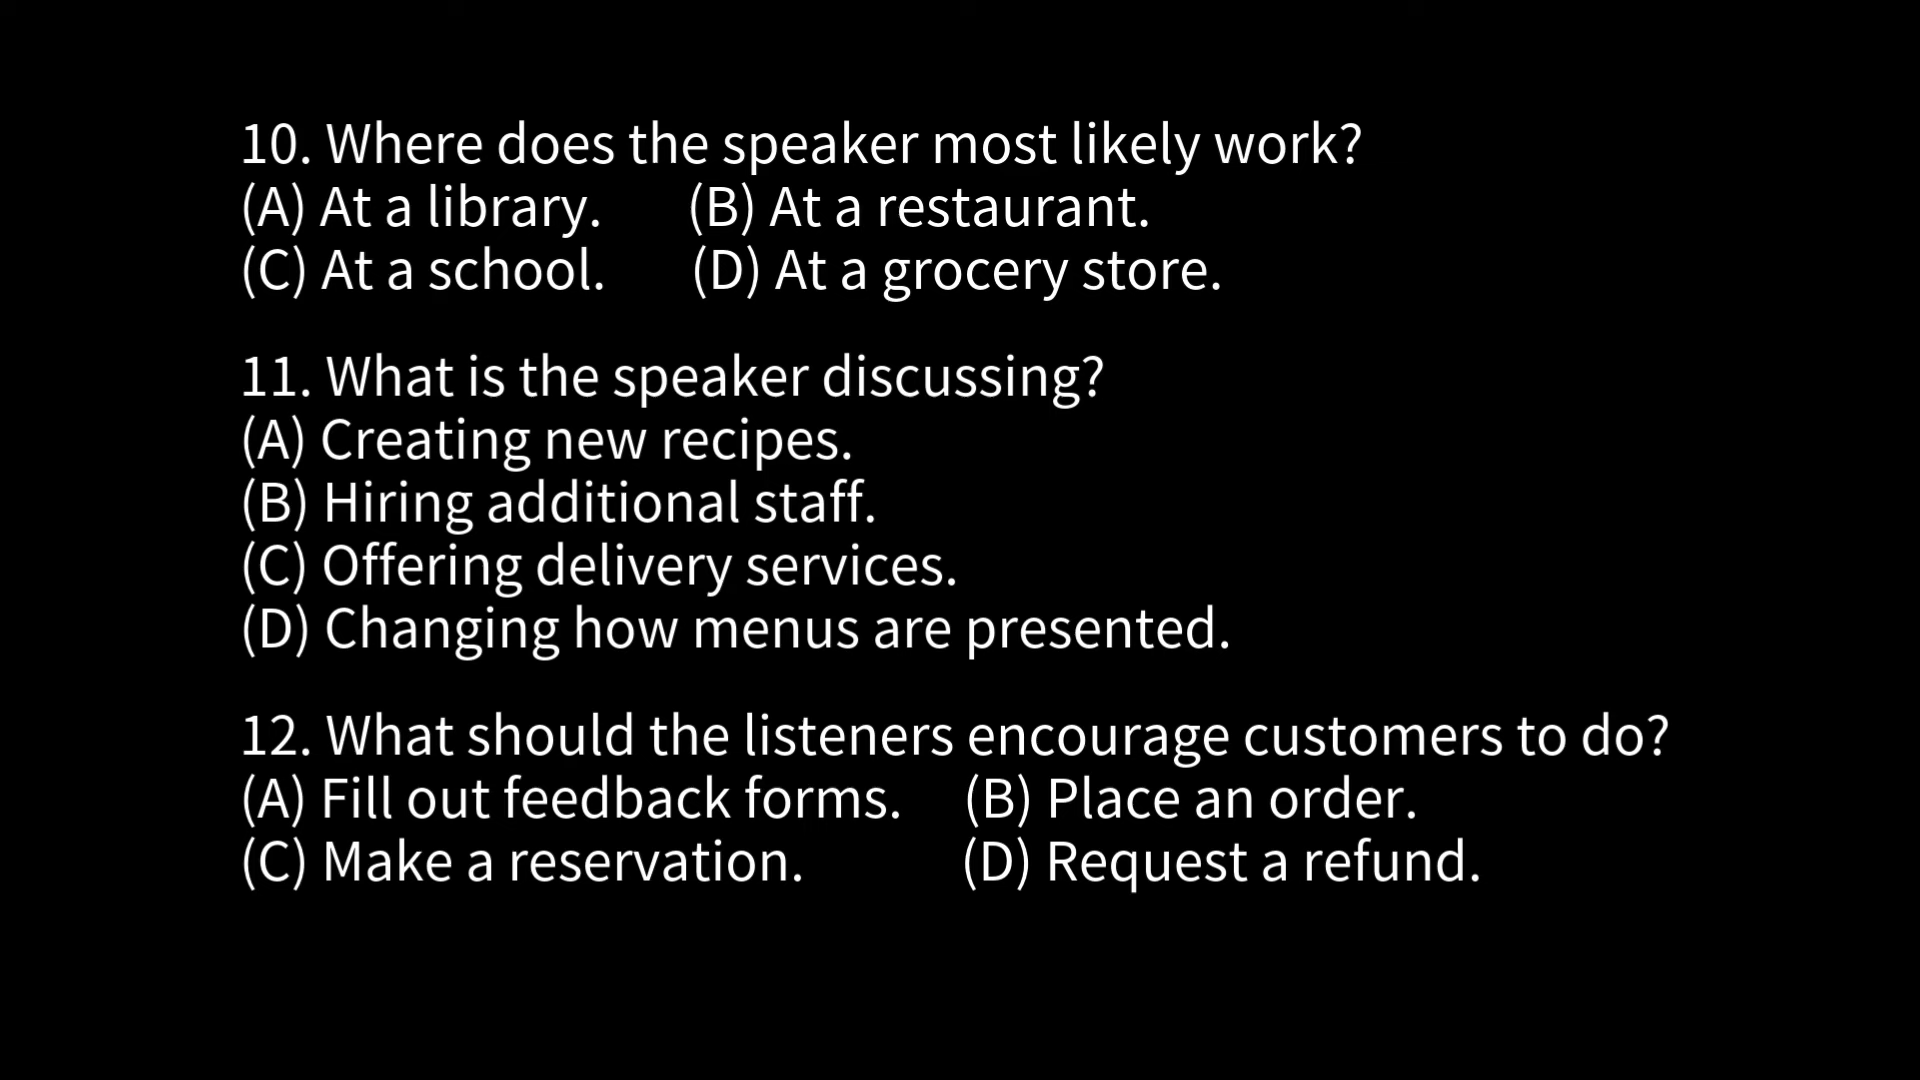 10. Where does the speaker most likely work?
(A) At a library. (B) At a restaurant.
(C) At a school. (D) At a grocery store.
11. What is the speaker discussing?
(A) Creating new recipes.
(B) Hiring additional staff.
(C) Offering delivery services.
(D) Changing how menus are presented.
12. What should the listeners encourage customers to do?
(A) Fill out feedback forms. (B) Place an order.
(C) Make a reservation. (D) Request a refund.